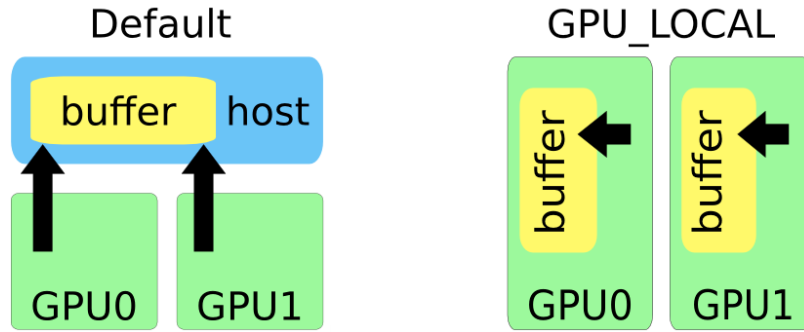 Default
buffer host
GPU0 GPU1
GPU_LOCAL
buffer buffer
GPU0 GPU1